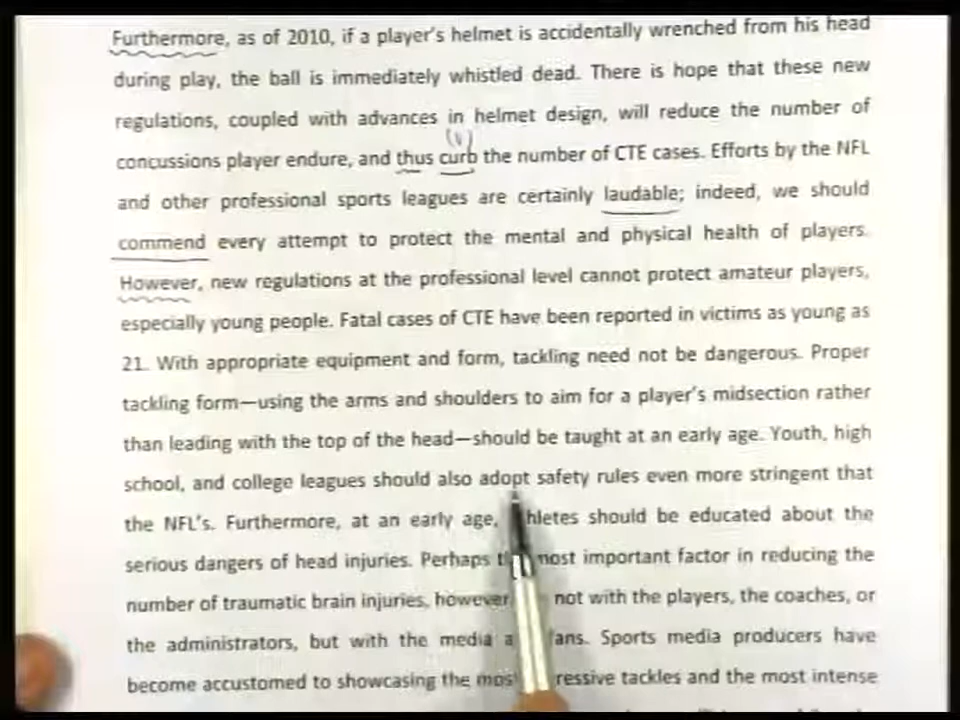 Furthermore, as of 2010, if a player's helmet is accidentally wrenched from his head
during play, the ball is immediately whistled dead. There is hope that these new
regulations, coupled with advances in helmet design, will reduce the number of
(v)
concussions player endure, and thus curb the number of CTE cases. Efforts by the NFL
and other professional sports leagues are certainly laudable; indeed, we should
commend every attempt to protect the mental and physical health of players.
However, new regulations at the professional level cannot protect amateur players,
especially young people. Fatal cases of CTE have been reported in victims as young as
21. With appropriate equipment and form, tackling need not be dangerous. Proper
tackling form—using the arms and shoulders to aim for a player's midsection rather
than leading with the top of the head—should be taught at an early age. Youth, high
school, and college leagues should also adopt safety rules even more stringent that
the NFL's. Furthermore, at an early age, hletes should be educated about the
serious dangers of head injuries. Perhaps most important factor in reducing the
number of traumatic brain injuries, however not with the players, the coaches, or
the administrators, but with the media ans. Sports media producers have
become accustomed to showcasing the mos ressive tackles and the most intense